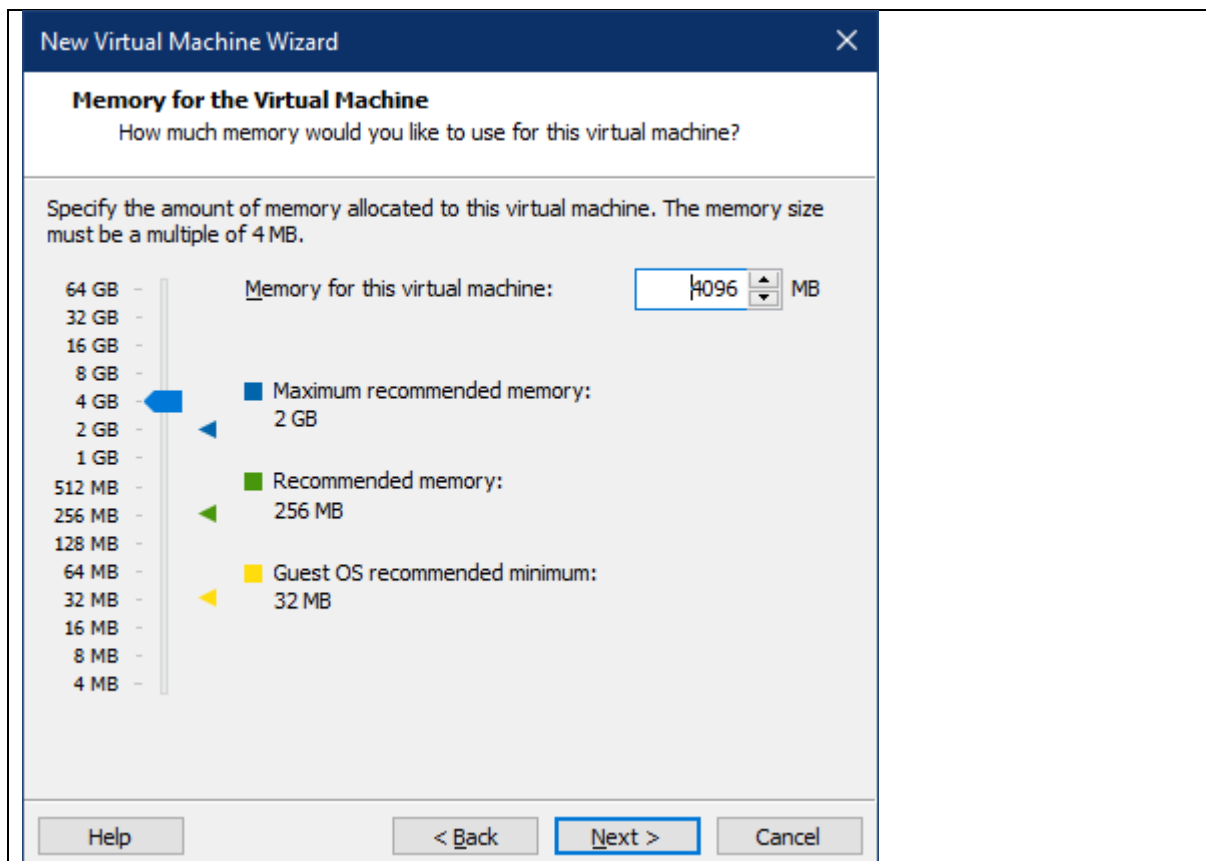 New Virtual Machine Wizard
Memory for the Virtual Machine
How much memory would you like to use for this virtual machine?
Specify the amount of memory allocated to this virtual machine. The memory size
must be a multiple of 4 MB.
64 GB
Memory for this virtual machine: 4096 MB
32 GB
16 GB
8 GB
4 GB
2 GB
1 GB
512 MB
256 MB
128 MB
64 MB
32 MB
16 MB
8 MB
4 MB
Maximum recommended memory:
2 GB
Recommended memory:
256 MB
Guest OS recommended minimum:
32 MB
Help < Back Next > Cancel